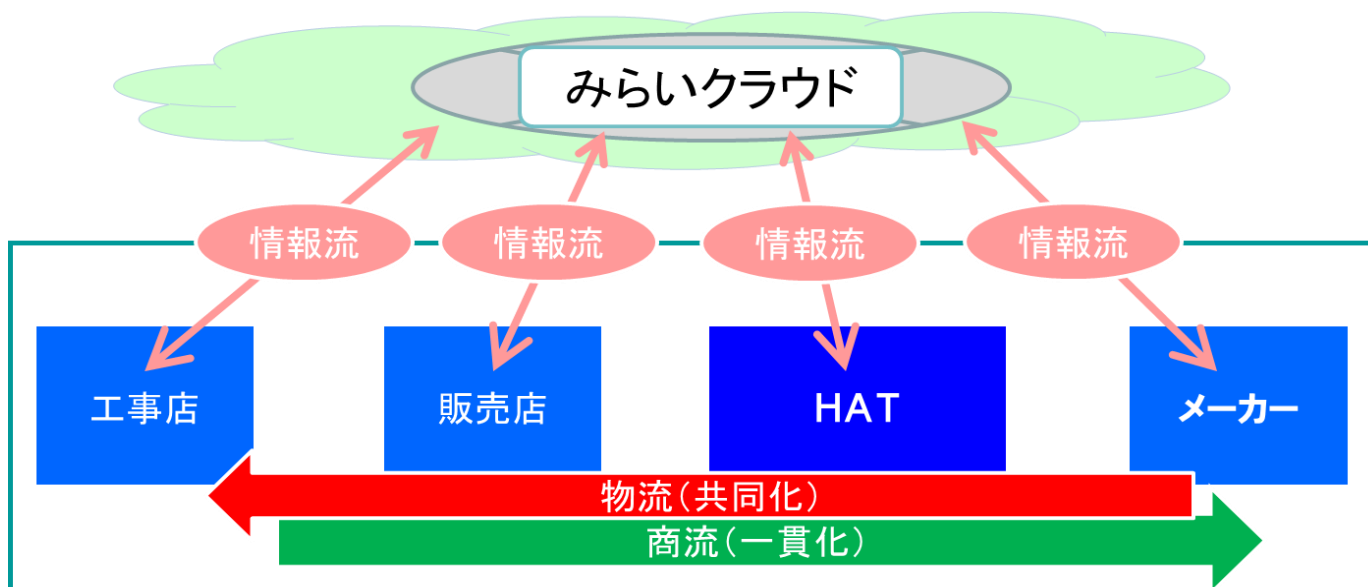 みらいクラウド
情報流
情報流
情報流
情報流
工事店
販売店
HAT
メーカー
物流(共同化)
商流(一貫化)